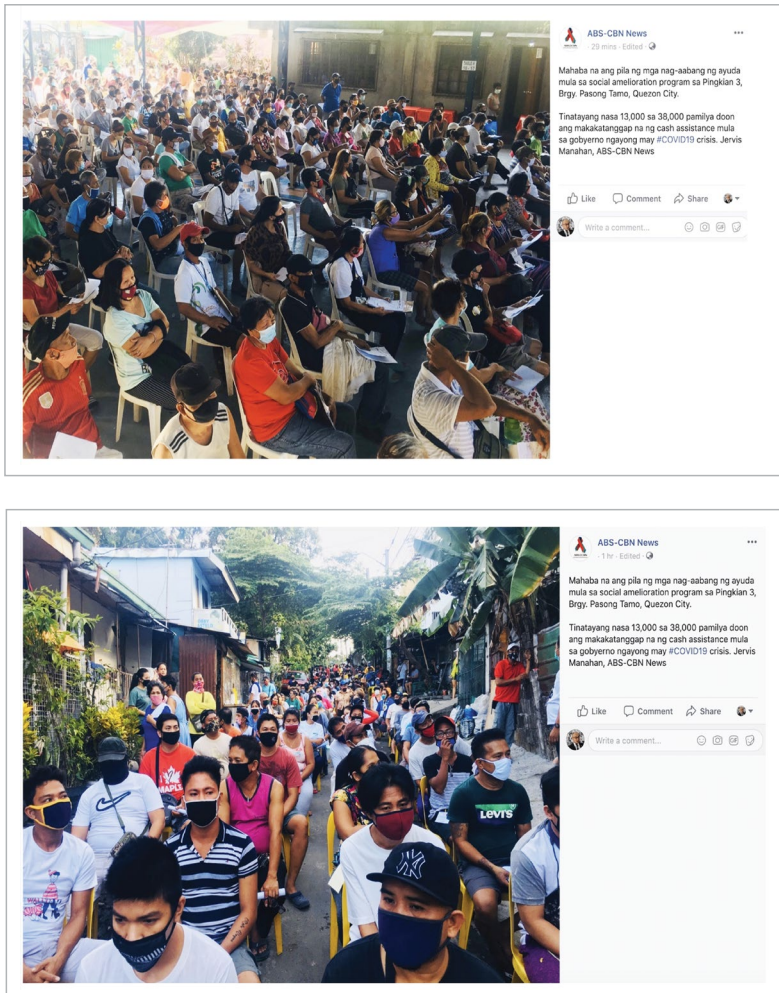 ABS-CBN News
29 mins · Edited ·
Mahaba na ang pila ng mga nag-aabang ng ayuda
mula sa social amelioration program sa Pingkian 3,
Brgy. Pasong Tamo, Quezon City.
Tinatayang nasa 13,000 sa 38,000 pamilya doon
ang makakatanggap na ng cash assistance mula
sa gobyerno ngayong may #COVID19 crisis. Jervis
Manahan, ABS-CBN News
Like Comment Share
Write a comment...
ABS-CBN News
1 hr · Edited ·
Mahaba na ang pila ng mga nag-aabang ng ayuda
mula sa social amelioration program sa Pingkian 3,
Brgy. Pasong Tamo, Quezon City.
Tinatayang nasa 13,000 sa 38,000 pamilya doon
ang makakatanggap na ng cash assistance mula
sa gobyerno ngayong may #COVID19 crisis. Jervis
Manahan, ABS-CBN News
Like Comment Share
Write a comment...
MAPLE
LEVI'S
NY